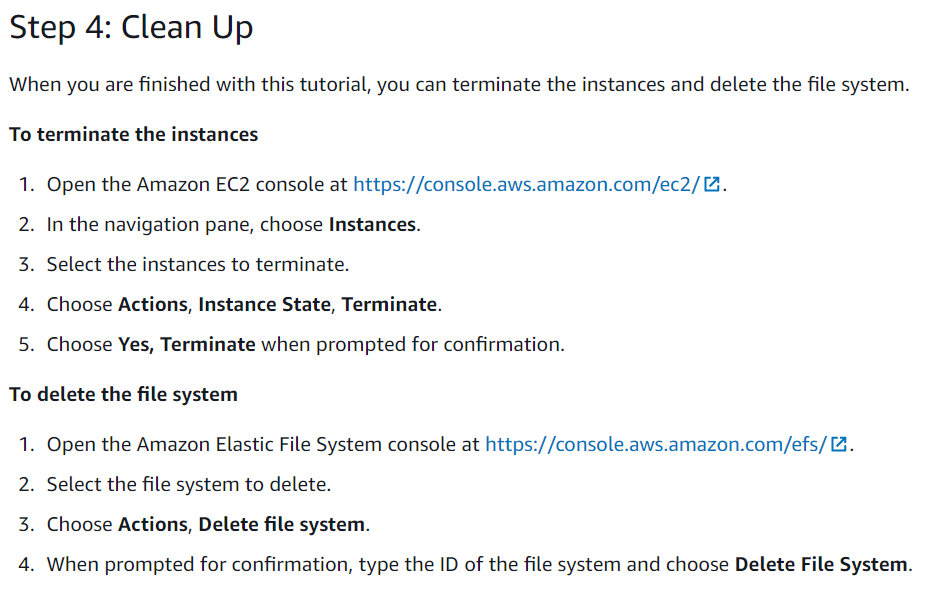 Step 4: Clean Up
When you are finished with this tutorial, you can terminate the instances and delete the file system.
To terminate the instances
1. Open the Amazon EC2 console at https://console.aws.amazon.com/ec2/.
2. In the navigation pane, choose Instances.
3. Select the instances to terminate.
4. Choose Actions, Instance State, Terminate.
5. Choose Yes, Terminate when prompted for confirmation.
To delete the file system
1. Open the Amazon Elastic File System console at https://console.aws.amazon.com/efs/.
2. Select the file system to delete.
3. Choose Actions, Delete file system.
4. When prompted for confirmation, type the ID of the file system and choose Delete File System.